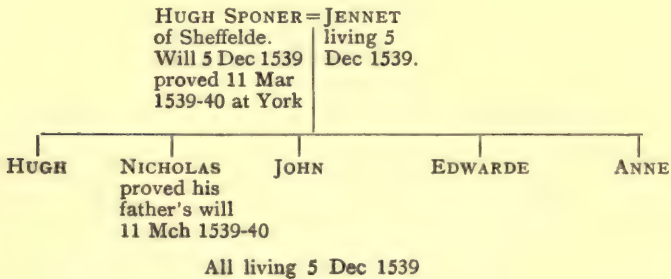 HUGH SPONER = JENNET
of Sheffelde. living 5
Will 5 Dec 1539 Dec 1539.
proved 11 Mar
1539-40 at York
HUGH NICHOLAS JOHN EDWARDE ANNE
proved his
father's will
11 Mch 1539-40
All living 5 Dec 1539